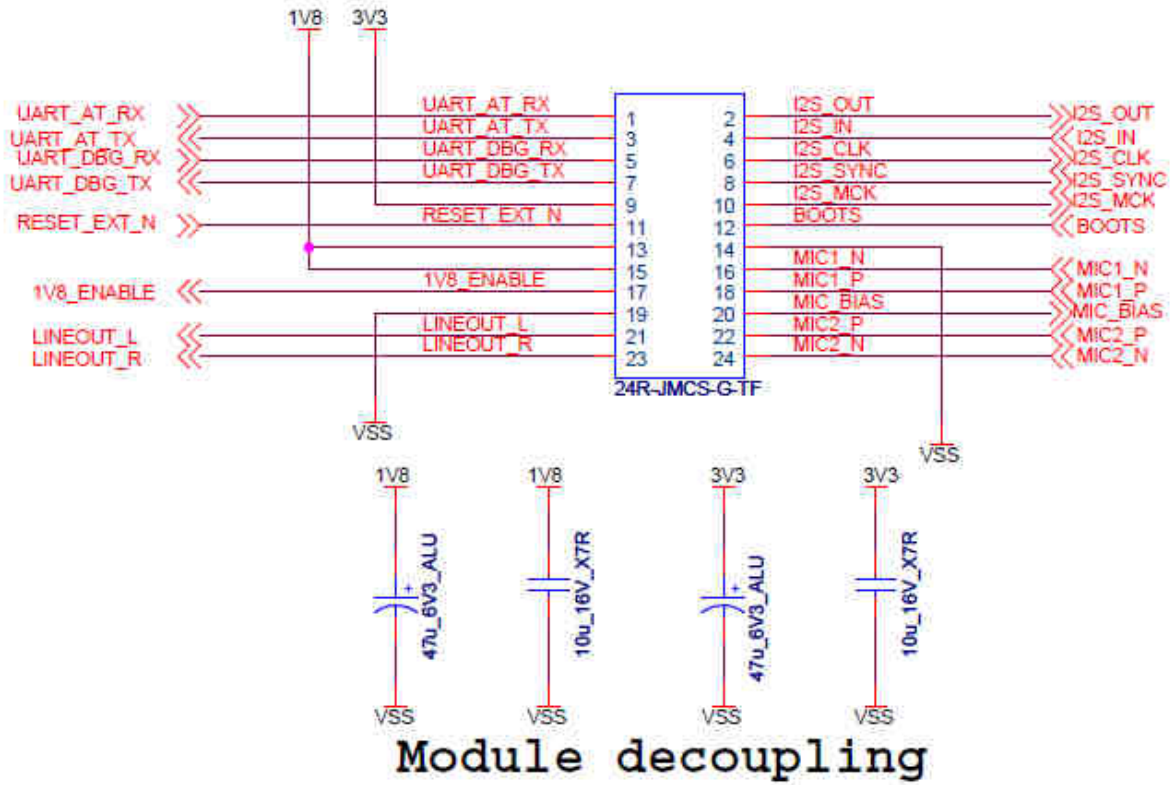 1V8 3V3
UART_AT_RX UART_AT_RX 1 2 I2S_OUT I2S_OUT
UART_AT_TX UART_AT_TX 3 4 I2S_IN I2S_IN
UART_DBG_RX UART_DBG_RX 5 6 I2S_CLK I2S_CLK
UART_DBG_TX UART_DBG_TX 7 8 I2S_SYNC I2S_SYNC
9 10 I2S_MCK I2S_MCK
RESET_EXT_N RESET_EXT_N 11 12 BOOTS BOOTS
13 14
15 16 MIC1_N MIC1_N
1V8_ENABLE 1V8_ENABLE 17 18 MIC1_P MIC1_P
19 20 MIC_BIAS MIC_BIAS
LINEOUT_L LINEOUT_L 21 22 MIC2_P MIC2_P
LINEOUT_R LINEOUT_R 23 24 MIC2_N MIC2_N
24R-JMCS-G-TF
VSS VSS
1V8 1V8 3V3 3V3
+ +
47u_6V3_ALU 10u_16V_X7R 47u_6V3_ALU 10u_16V_X7R
VSS VSS VSS VSS
Module decoupling